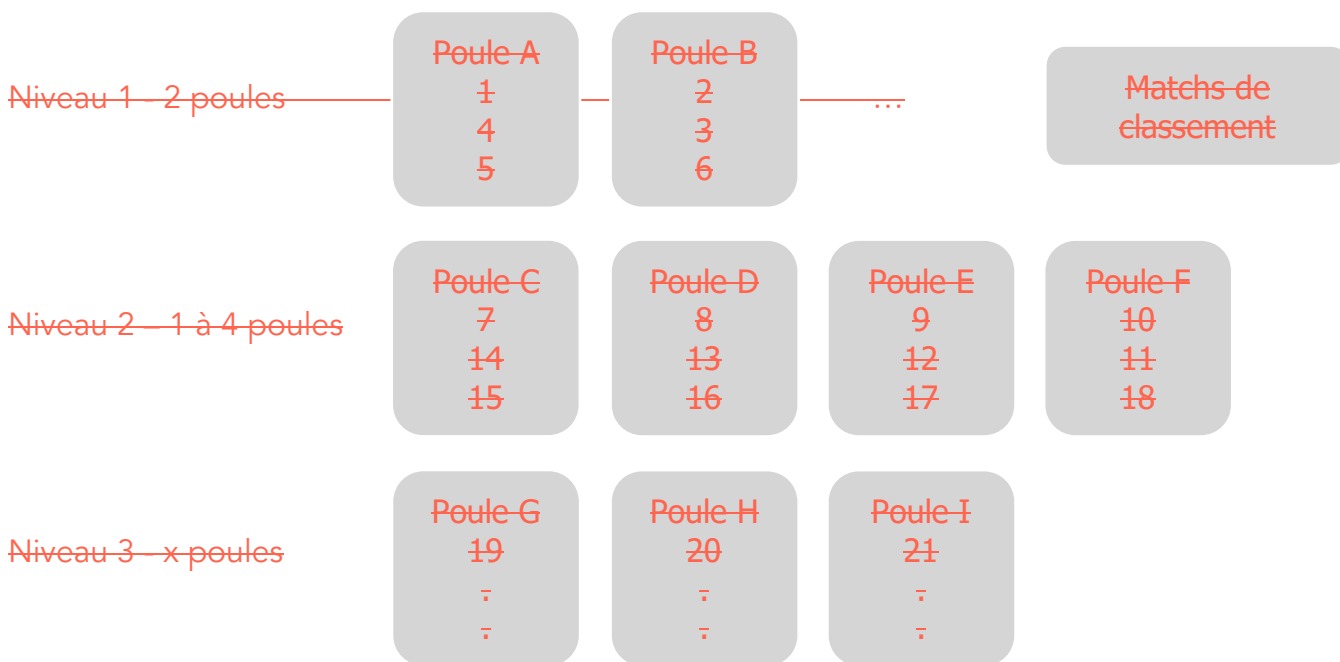 Niveau 1 - 2 poules
Poule A
1
4
5
Poule B
2
3
6
...
Matchs de
classement
Niveau 2 – 1 à 4 poules
Poule C
7
14
15
Poule D
8
13
16
Poule E
9
12
17
Poule F
10
11
18
Niveau 3 - x poules
Poule G
19
.
.
Poule H
20
.
.
Poule I
21
.
.